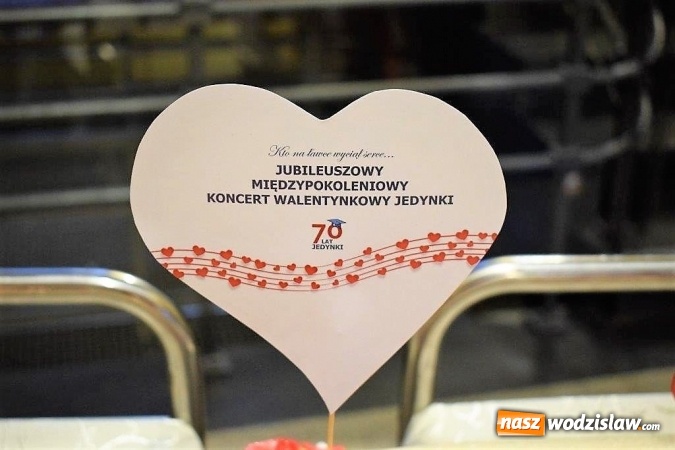 Kto na ławce wyciął serce...
JUBILEUSZOWY
MIĘDZYPOKOLENIOWY
KONCERT WALENTYNKOWY JEDYNKI
70
LAT
JEDYNKI
nasz wodzislaw.com